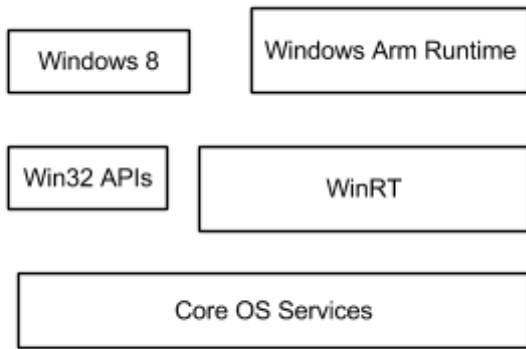 Windows 8
Windows Arm Runtime
Win32 APIs
WinRT
Core OS Services